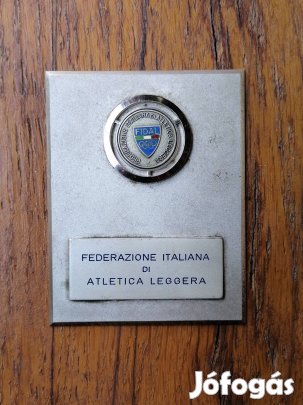 FIDAL
FEDERAZIONE ITALIANA
DI
ATLETICA LEGGERA
Jófogás